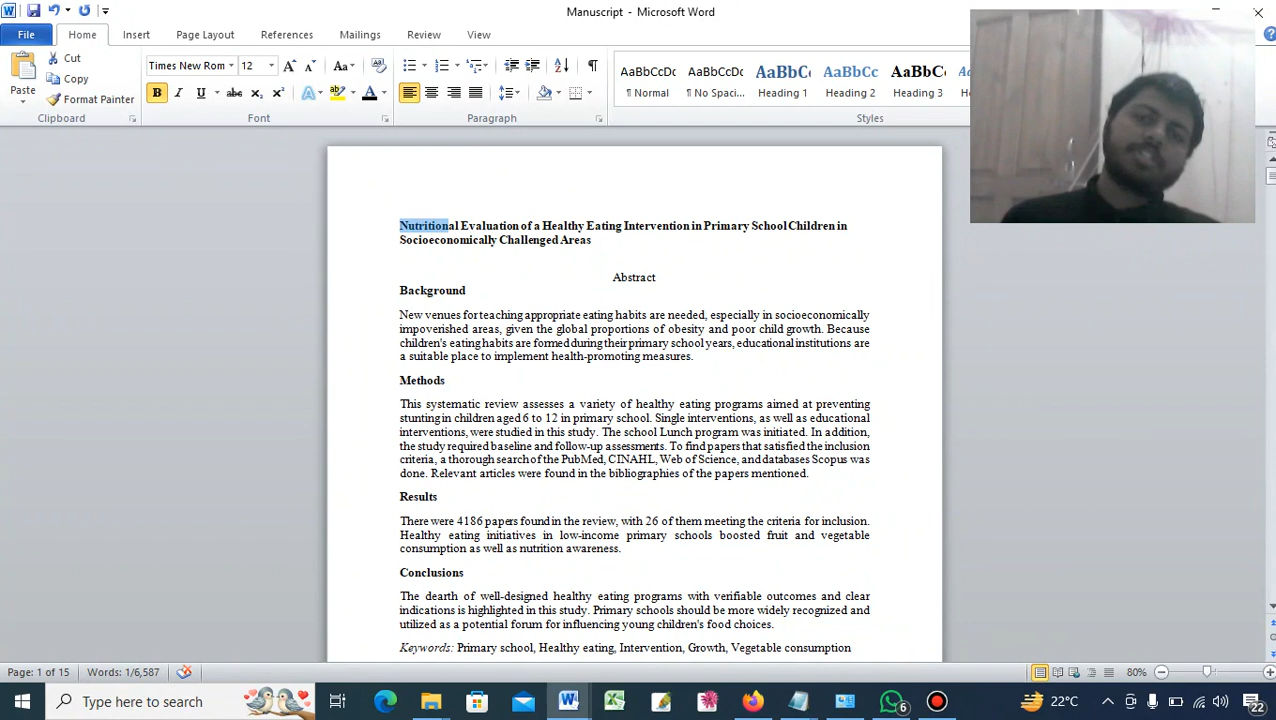 Manuscript - Microsoft Word
File Home Insert Page Layout References Mailings Review View
Cut
Copy
Format Painter
Paste
Clipboard
Times New Rom 12
Font
Paragraph
AaBbCcDc AaBbCcDc AaBbC AaBbCc AaBbC
¶ Normal ¶ No Spaci... Heading 1 Heading 2 Heading 3
Styles
Nutritional Evaluation of a Healthy Eating Intervention in Primary School Children in
Socioeconomically Challenged Areas
Abstract
Background
New venues for teaching appropriate eating habits are needed, especially in socioeconomically
impoverished areas, given the global proportions of obesity and poor child growth. Because
children's eating habits are formed during their primary school years, educational institutions are
a suitable place to implement health-promoting measures.
Methods
This systematic review assesses a variety of healthy eating programs aimed at preventing
stunting in children aged 6 to 12 in primary school. Single interventions, as well as educational
interventions, were studied in this study. The school Lunch program was initiated. In addition,
the study required baseline and follow-up assessments. To find papers that satisfied the inclusion
criteria, a thorough search of the PubMed, CINAHL, Web of Science, and databases Scopus was
done. Relevant articles were found in the bibliographies of the papers mentioned.
Results
There were 4186 papers found in the review, with 26 of them meeting the criteria for inclusion.
Healthy eating initiatives in low-income primary schools boosted fruit and vegetable
consumption as well as nutrition awareness.
Conclusions
The dearth of well-designed healthy eating programs with verifiable outcomes and clear
indications is highlighted in this study. Primary schools should be more widely recognized and
utilized as a potential forum for influencing young children's food choices.
Keywords: Primary school, Healthy eating, Intervention, Growth, Vegetable consumption
Page: 1 of 15 Words: 1/6,587 80%
Type here to search 6 22°C 22